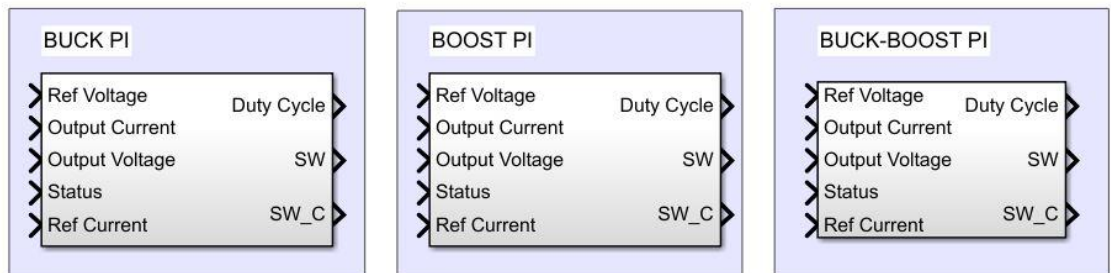 BUCK PI
Ref Voltage
Output Current
Output Voltage
Status
Ref Current
Duty Cycle
SW
SW_C
BOOST PI
Ref Voltage
Output Current
Output Voltage
Status
Ref Current
Duty Cycle
SW
SW_C
BUCK-BOOST PI
Ref Voltage
Output Current
Output Voltage
Status
Ref Current
Duty Cycle
SW
SW_C